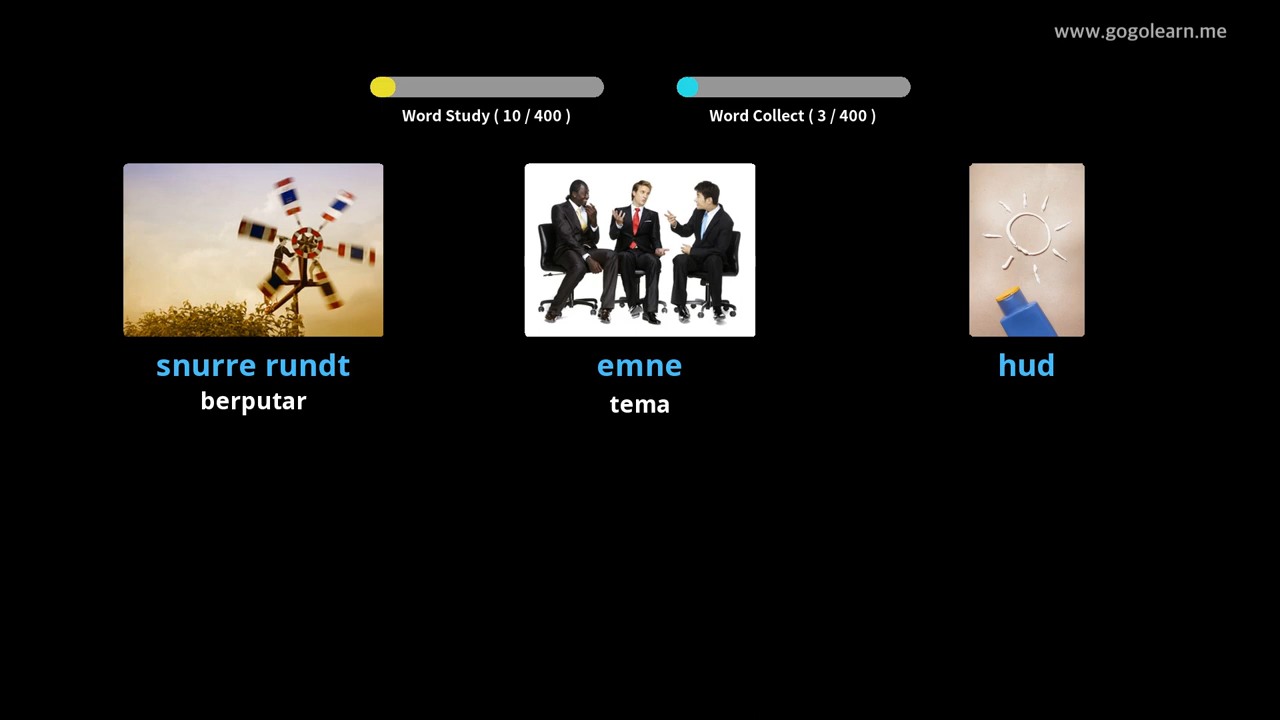 www.gogolearn.me
Word Study ( 10 / 400 )
Word Collect ( 3 / 400 )
snurre rundt
berputar
emne
tema
hud